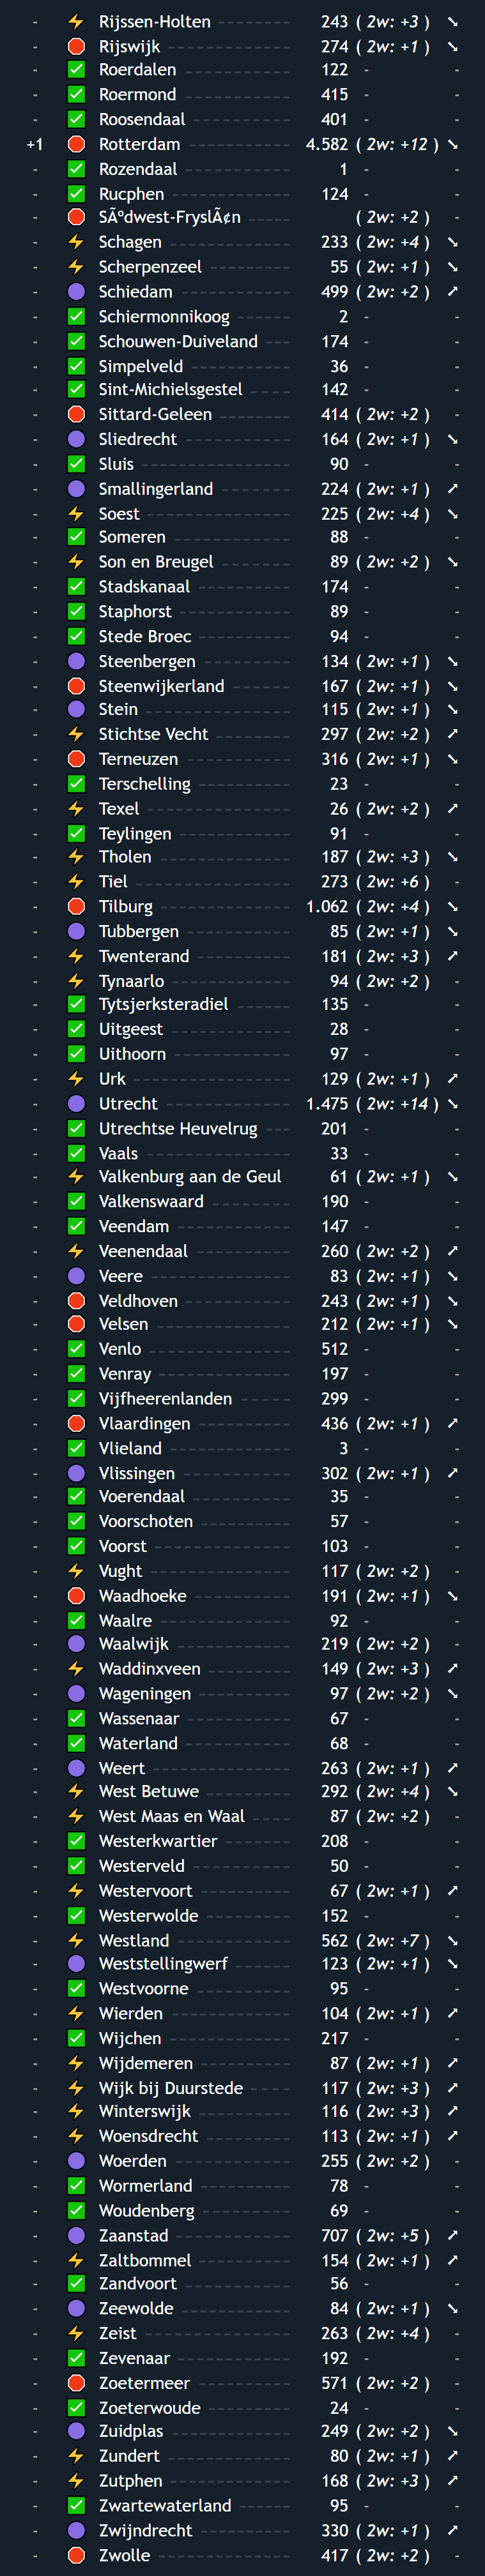 - ⚡ Rijssen-Holten 243 ( 2w: +3 ) ↘
- 🛑 Rijswijk 274 ( 2w: +1 ) ↘
- ✅ Roerdalen 122 - -
- ✅ Roermond 415 - -
- ✅ Roosendaal 401 - -
+1 🛑 Rotterdam 4.582 ( 2w: +12 ) ↘
- ✅ Rozendaal 1 - -
- ✅ Rucphen 124 - -
- 🛑 SÃºdwest-FryslÃ¢n ( 2w: +2 ) -
- ⚡ Schagen 233 ( 2w: +4 ) ↘
- ⚡ Scherpenzeel 55 ( 2w: +1 ) ↘
- 🟣 Schiedam 499 ( 2w: +2 ) ↗
- ✅ Schiermonnikoog 2 - -
- ✅ Schouwen-Duiveland 174 - -
- ✅ Simpelveld 36 - -
- ✅ Sint-Michielsgestel 142 - -
- 🛑 Sittard-Geleen 414 ( 2w: +2 ) -
- 🟣 Sliedrecht 164 ( 2w: +1 ) ↘
- ✅ Sluis 90 - -
- 🟣 Smallingerland 224 ( 2w: +1 ) ↗
- ⚡ Soest 225 ( 2w: +4 ) ↘
- ✅ Someren 88 - -
- ⚡ Son en Breugel 89 ( 2w: +2 ) ↘
- ✅ Stadskanaal 174 - -
- ✅ Staphorst 89 - -
- ✅ Stede Broec 94 - -
- 🟣 Steenbergen 134 ( 2w: +1 ) ↘
- 🛑 Steenwijkerland 167 ( 2w: +1 ) ↘
- 🟣 Stein 115 ( 2w: +1 ) ↘
- ⚡ Stichtse Vecht 297 ( 2w: +2 ) ↗
- 🛑 Terneuzen 316 ( 2w: +1 ) ↘
- ✅ Terschelling 23 - -
- ⚡ Texel 26 ( 2w: +2 ) ↗
- ✅ Teylingen 91 - -
- ⚡ Tholen 187 ( 2w: +3 ) ↘
- ⚡ Tiel 273 ( 2w: +6 ) -
- 🛑 Tilburg 1.062 ( 2w: +4 ) ↘
- 🟣 Tubbergen 85 ( 2w: +1 ) ↘
- ⚡ Twenterand 181 ( 2w: +3 ) ↗
- ⚡ Tynaarlo 94 ( 2w: +2 ) -
- ✅ Tytsjerksteradiel 135 - -
- ✅ Uitgeest 28 - -
- ✅ Uithoorn 97 - -
- ⚡ Urk 129 ( 2w: +1 ) ↗
- 🟣 Utrecht 1.475 ( 2w: +14 ) ↘
- ✅ Utrechtse Heuvelrug 201 - -
- ✅ Vaals 33 - -
- ⚡ Valkenburg aan de Geul 61 ( 2w: +1 ) ↘
- ✅ Valkenswaard 190 - -
- ✅ Veendam 147 - -
- ⚡ Veenendaal 260 ( 2w: +2 ) ↗
- 🟣 Veere 83 ( 2w: +1 ) ↘
- 🛑 Veldhoven 243 ( 2w: +1 ) ↘
- 🛑 Velsen 212 ( 2w: +1 ) ↘
- ✅ Venlo 512 - -
- ✅ Venray 197 - -
- ✅ Vijfheerenlanden 299 - -
- 🛑 Vlaardingen 436 ( 2w: +1 ) ↗
- ✅ Vlieland 3 - -
- 🟣 Vlissingen 302 ( 2w: +1 ) ↗
- ✅ Voerendaal 35 - -
- ✅ Voorschoten 57 - -
- ✅ Voorst 103 - -
- ⚡ Vught 117 ( 2w: +2 ) -
- 🛑 Waadhoeke 191 ( 2w: +1 ) ↘
- ✅ Waalre 92 - -
- 🟣 Waalwijk 219 ( 2w: +2 ) -
- ⚡ Waddinxveen 149 ( 2w: +3 ) ↗
- 🟣 Wageningen 97 ( 2w: +2 ) ↘
- ✅ Wassenaar 67 - -
- ✅ Waterland 68 - -
- 🟣 Weert 263 ( 2w: +1 ) ↗
- ⚡ West Betuwe 292 ( 2w: +4 ) ↘
- ⚡ West Maas en Waal 87 ( 2w: +2 ) -
- ✅ Westerkwartier 208 - -
- ✅ Westerveld 50 - -
- ⚡ Westervoort 67 ( 2w: +1 ) ↗
- ✅ Westerwolde 152 - -
- ⚡ Westland 562 ( 2w: +7 ) ↘
- 🟣 Weststellingwerf 123 ( 2w: +1 ) ↘
- ✅ Westvoorne 95 - -
- ⚡ Wierden 104 ( 2w: +1 ) ↗
- ✅ Wijchen 217 - -
- ⚡ Wijdemeren 87 ( 2w: +1 ) ↗
- ⚡ Wijk bij Duurstede 117 ( 2w: +3 ) ↗
- ⚡ Winterswijk 116 ( 2w: +3 ) ↗
- ⚡ Woensdrecht 113 ( 2w: +1 ) ↗
- 🟣 Woerden 255 ( 2w: +2 ) -
- ✅ Wormerland 78 - -
- ✅ Woudenberg 69 - -
- 🟣 Zaanstad 707 ( 2w: +5 ) ↗
- ⚡ Zaltbommel 154 ( 2w: +1 ) ↗
- ✅ Zandvoort 56 - -
- 🟣 Zeewolde 84 ( 2w: +1 ) ↘
- ⚡ Zeist 263 ( 2w: +4 ) -
- ✅ Zevenaar 192 - -
- 🛑 Zoetermeer 571 ( 2w: +2 ) -
- ✅ Zoeterwoude 24 - -
- 🟣 Zuidplas 249 ( 2w: +2 ) ↘
- ⚡ Zundert 80 ( 2w: +1 ) ↗
- ⚡ Zutphen 168 ( 2w: +3 ) ↗
- ✅ Zwartewaterland 95 - -
- 🟣 Zwijndrecht 330 ( 2w: +1 ) ↗
- 🛑 Zwolle 417 ( 2w: +2 ) -